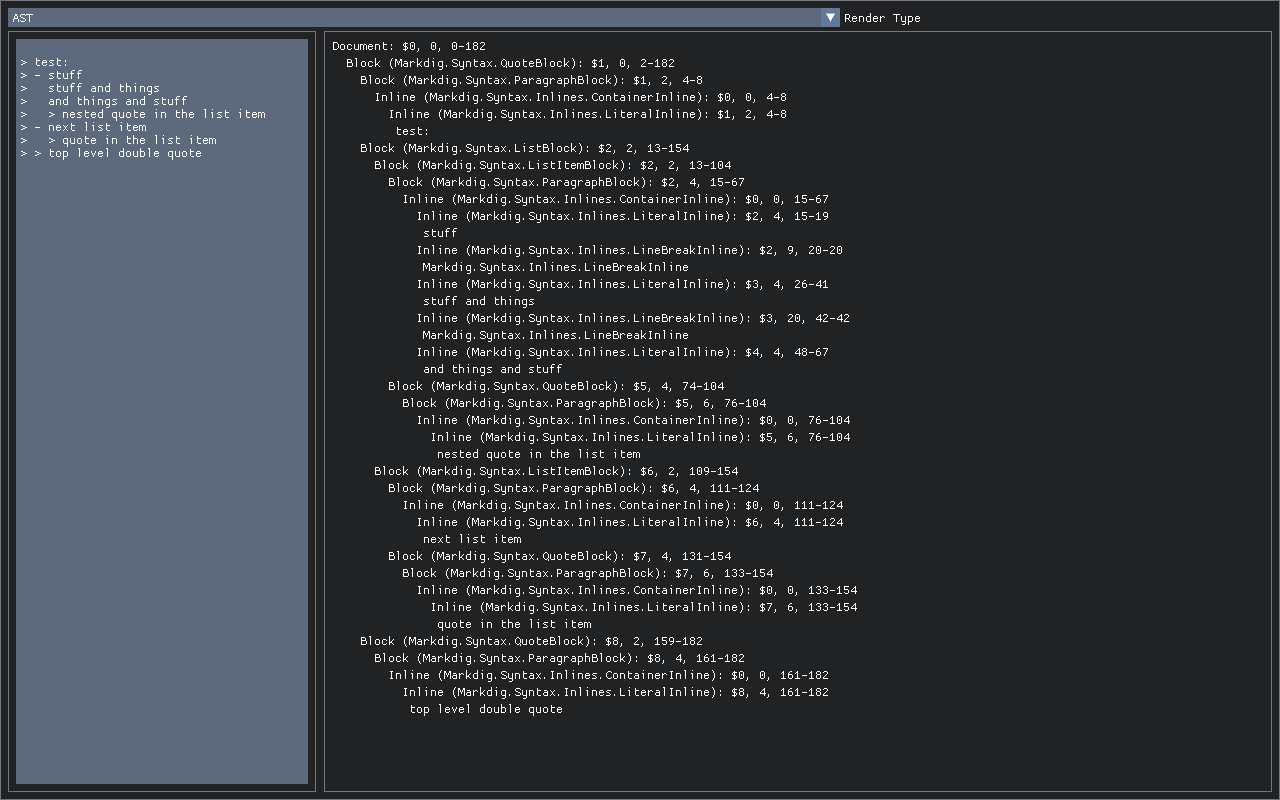 AST
Render Type
> test:
> - stuff
>   stuff and things
>   and things and stuff
>   > nested quote in the list item
> - next list item
>   > quote in the list item
> > top level double quote
Document: $0, 0, 0-182
Block (Markdig.Syntax.QuoteBlock): $1, 0, 2-182
Block (Markdig.Syntax.ParagraphBlock): $1, 2, 4-8
Inline (Markdig.Syntax.Inlines.ContainerInline): $0, 0, 4-8
Inline (Markdig.Syntax.Inlines.LiteralInline): $1, 2, 4-8
test:
Block (Markdig.Syntax.ListBlock): $2, 2, 13-154
Block (Markdig.Syntax.ListItemBlock): $2, 2, 13-104
Block (Markdig.Syntax.ParagraphBlock): $2, 4, 15-67
Inline (Markdig.Syntax.Inlines.ContainerInline): $0, 0, 15-67
Inline (Markdig.Syntax.Inlines.LiteralInline): $2, 4, 15-19
stuff
Inline (Markdig.Syntax.Inlines.LineBreakInline): $2, 9, 20-20
Markdig.Syntax.Inlines.LineBreakInline
Inline (Markdig.Syntax.Inlines.LiteralInline): $3, 4, 26-41
stuff and things
Inline (Markdig.Syntax.Inlines.LineBreakInline): $3, 20, 42-42
Markdig.Syntax.Inlines.LineBreakInline
Inline (Markdig.Syntax.Inlines.LiteralInline): $4, 4, 48-67
and things and stuff
Block (Markdig.Syntax.QuoteBlock): $5, 4, 74-104
Block (Markdig.Syntax.ParagraphBlock): $5, 6, 76-104
Inline (Markdig.Syntax.Inlines.ContainerInline): $0, 0, 76-104
Inline (Markdig.Syntax.Inlines.LiteralInline): $5, 6, 76-104
nested quote in the list item
Block (Markdig.Syntax.ListItemBlock): $6, 2, 109-154
Block (Markdig.Syntax.ParagraphBlock): $6, 4, 111-124
Inline (Markdig.Syntax.Inlines.ContainerInline): $0, 0, 111-124
Inline (Markdig.Syntax.Inlines.LiteralInline): $6, 4, 111-124
next list item
Block (Markdig.Syntax.QuoteBlock): $7, 4, 131-154
Block (Markdig.Syntax.ParagraphBlock): $7, 6, 133-154
Inline (Markdig.Syntax.Inlines.ContainerInline): $0, 0, 133-154
Inline (Markdig.Syntax.Inlines.LiteralInline): $7, 6, 133-154
quote in the list item
Block (Markdig.Syntax.QuoteBlock): $8, 2, 159-182
Block (Markdig.Syntax.ParagraphBlock): $8, 4, 161-182
Inline (Markdig.Syntax.Inlines.ContainerInline): $0, 0, 161-182
Inline (Markdig.Syntax.Inlines.LiteralInline): $8, 4, 161-182
top level double quote